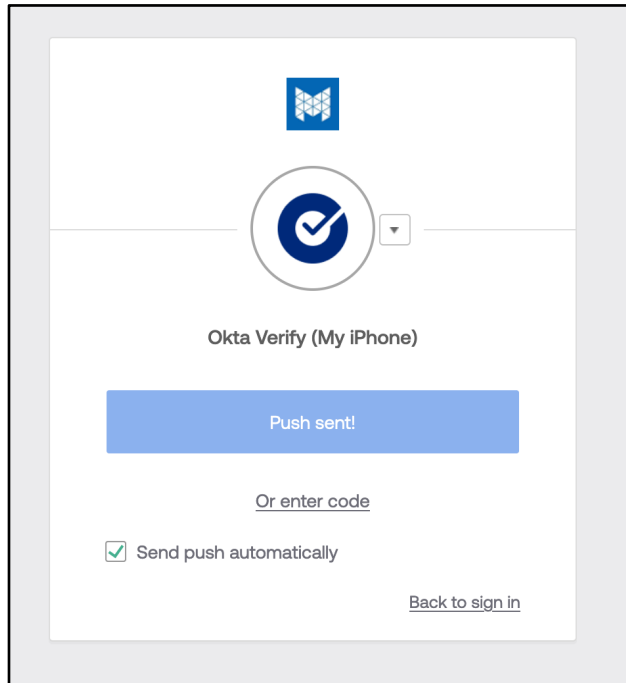 Okta Verify (My iPhone)
Push sent!
Or enter code
Send push automatically
Back to sign in